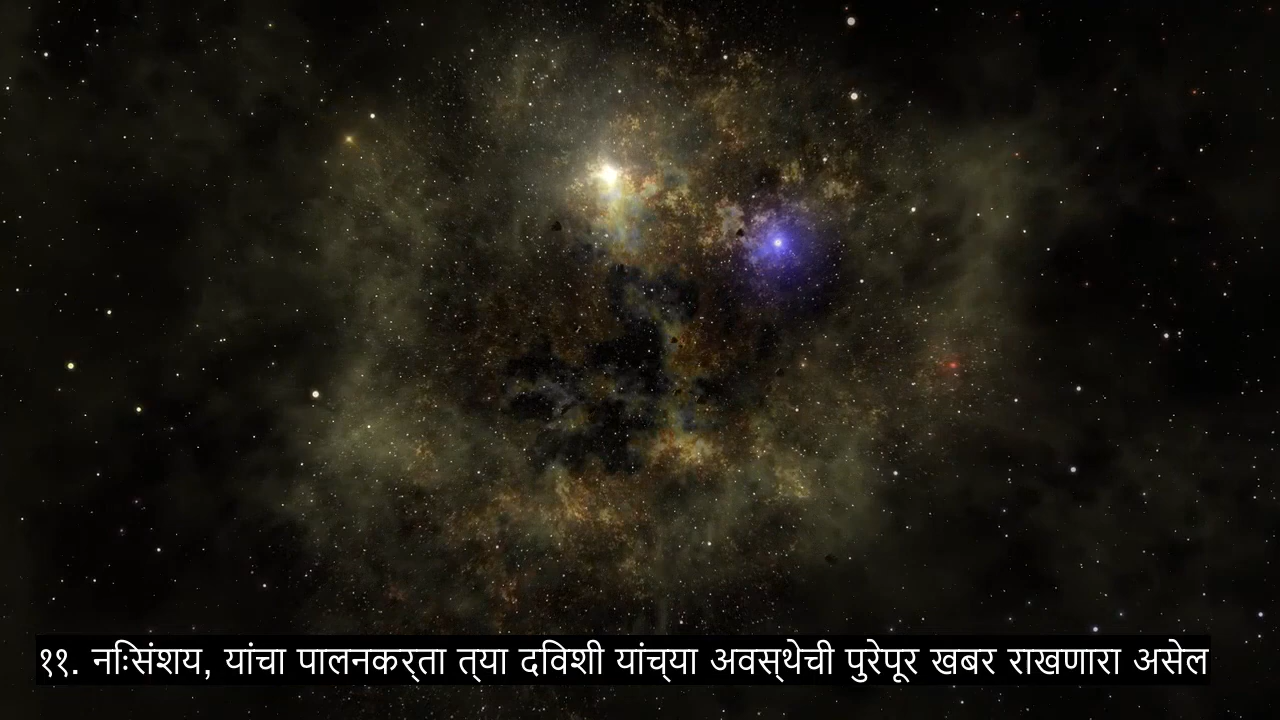 ११. निःसंशय, यांचा पालनकर्ता त्या दिवशी यांच्या अवस्थेची पुरेपूर खबर राखणारा असेल